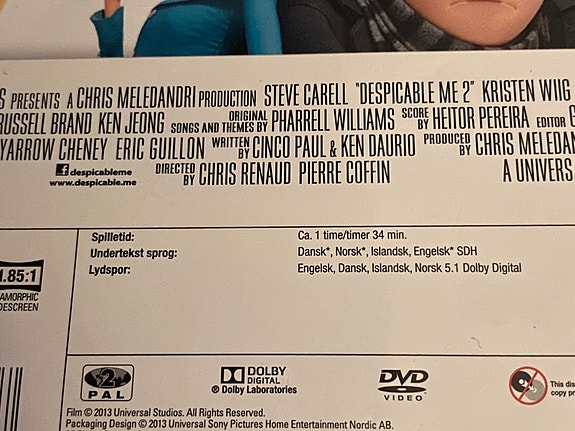 S PRESENTS A CHRIS MELEDANDRI PRODUCTION STEVE CARELL "DESPICABLE ME 2" KRISTEN WIIG
RUSSELL BRAND KEN JEONG ORIGINAL SONGS AND THEMES BY PHARRELL WILLIAMS SCORE BY HEITOR PEREIRA EDITOR G
YARROW CHENEY ERIC GUILLON WRITTEN BY CINCO PAUL & KEN DAURIO PRODUCED BY CHRIS MELEDAN
f despicableme
www.despicable.me
DIRECTED BY CHRIS RENAUD PIERRE COFFIN A UNIVERS
Spilletid: Ca. 1 time/timer 34 min.
Undertekst sprog: Dansk*, Norsk*, Islandsk, Engelsk* SDH
Lydspor: Engelsk, Dansk, Islandsk, Norsk 5.1 Dolby Digital
1.85:1
AMORPHIC
DESCREEN
2
PAL
DOLBY
DIGITAL
® Dolby Laboratories
DVD
VIDEO
This dis
copy pr
Film © 2013 Universal Studios. All Rights Reserved.
Packaging Design © 2013 Universal Sony Pictures Home Entertainment Nordic AB.